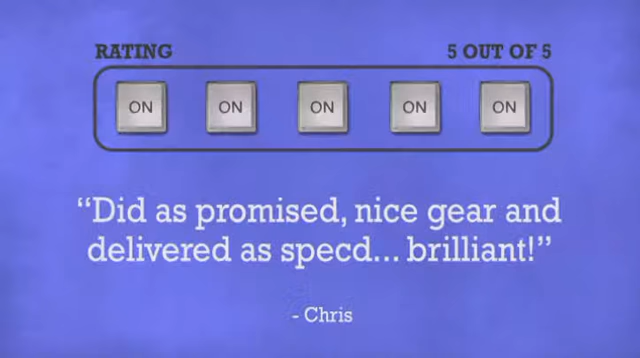 RATING 5 OUT OF 5
ON ON ON ON ON
“Did as promised, nice gear and
delivered as specd... brilliant!”
- Chris